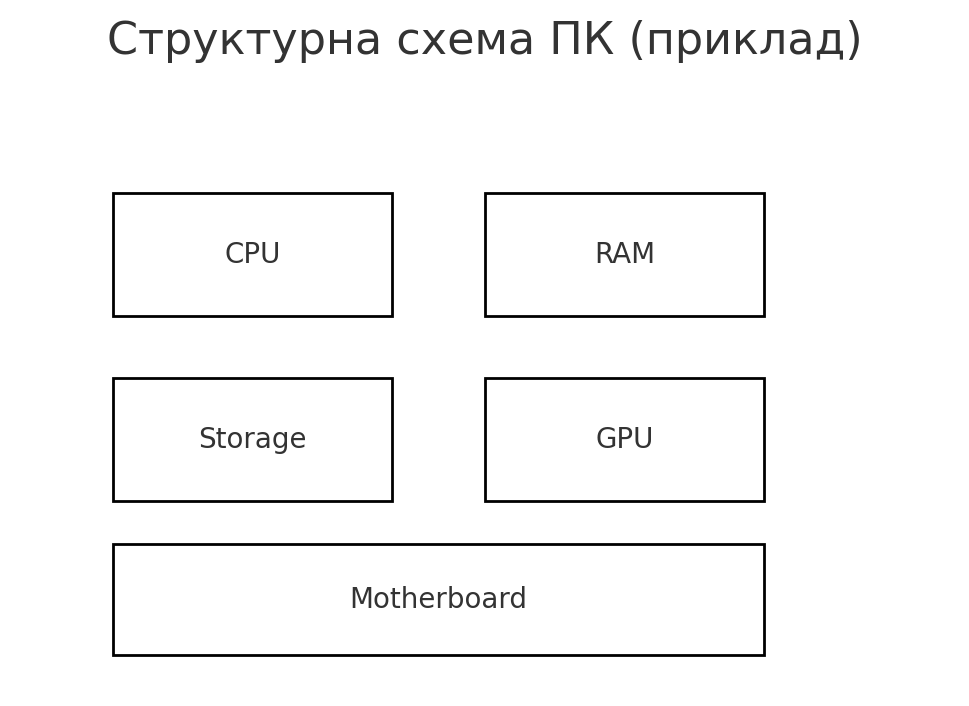 Структурна схема ПК (приклад)
CPU
RAM
Storage
GPU
Motherboard